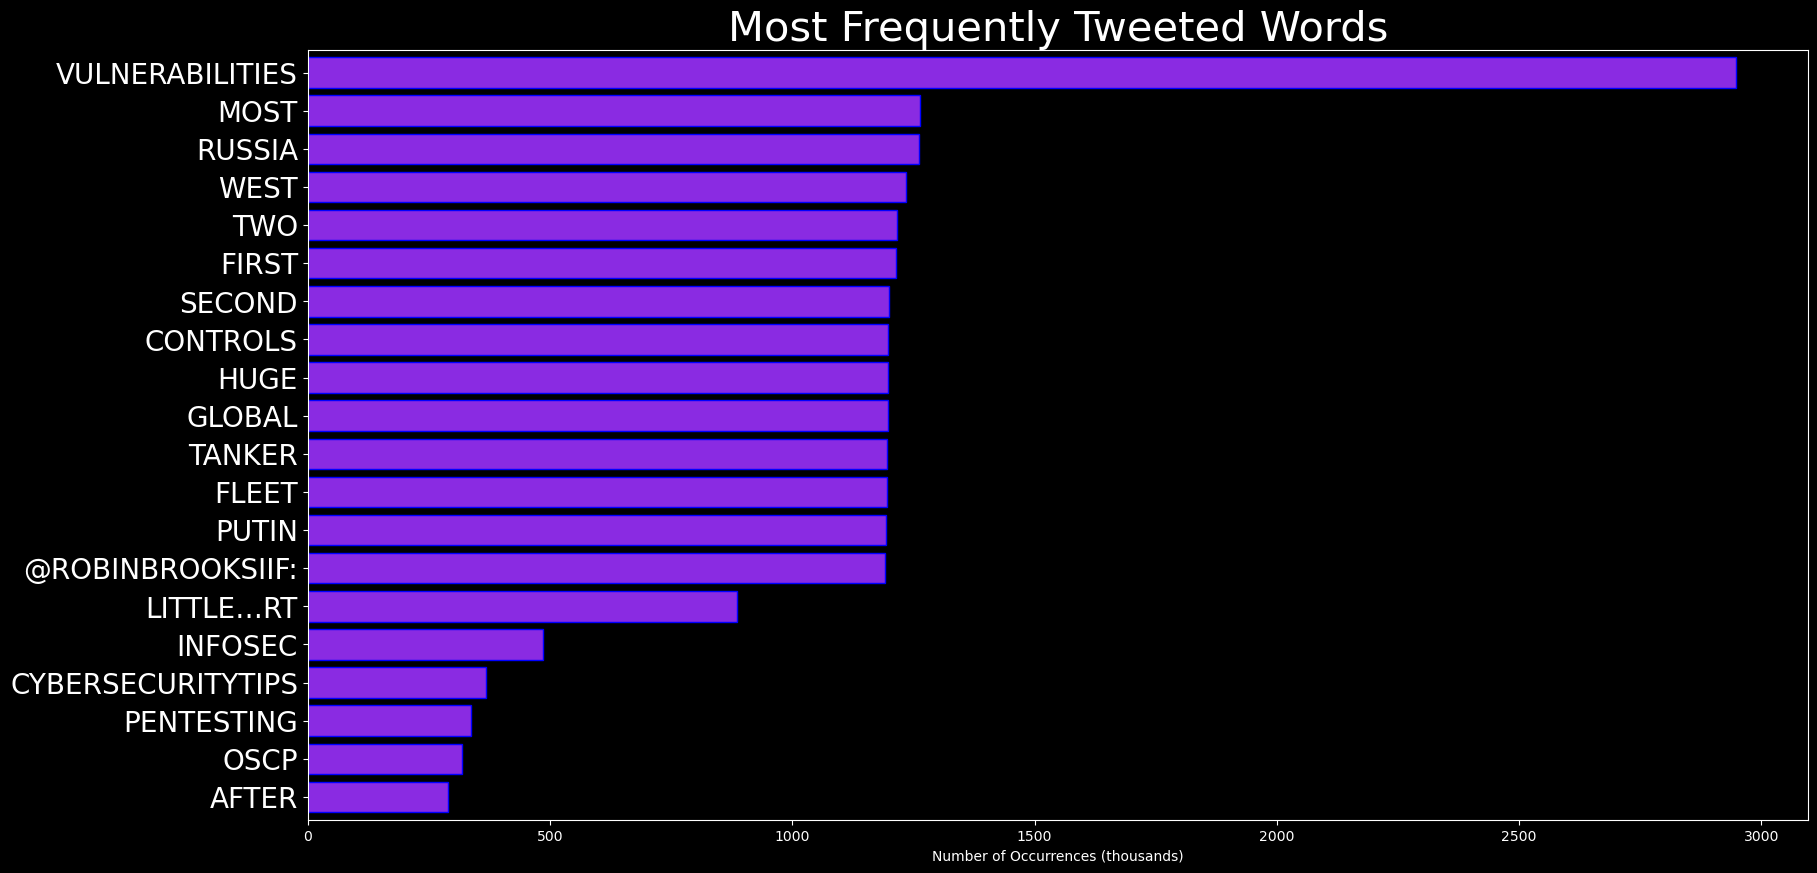 Most Frequently Tweeted Words
VULNERABILITIES
MOST
RUSSIA
WEST
TWO
FIRST
SECOND
CONTROLS
HUGE
GLOBAL
TANKER
FLEET
PUTIN
@ROBINBROOKSIIF:
LITTLE…RT
INFOSEC
CYBERSECURITYTIPS
PENTESTING
OSCP
AFTER
0 500 1000 1500 2000 2500 3000
Number of Occurrences (thousands)